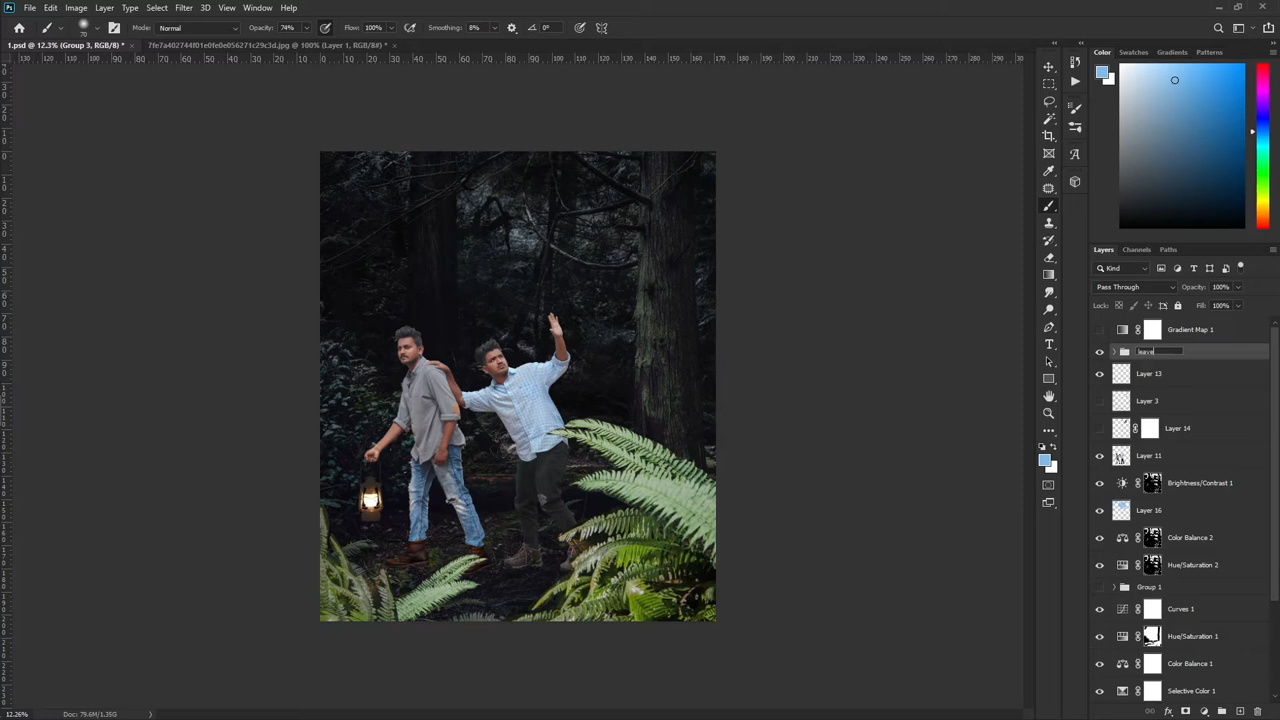 Ps File Edit Image Layer Type Select Filter 3D View Window Help
70 Mode: Normal Opacity: 74% Flow: 100% Smoothing: 8% 0°
1.psd @ 12.3% (Group 3, RGB/8) * × 7fe7a402744f01e0fe0e056271c29c3d.jpg @ 100% (Layer 1, RGB/8#) * ×
Color Swatches Gradients Patterns
Layers Channels Paths
Kind
Pass Through Opacity: 100%
Lock: Fill: 100%
Gradient Map 1
leave
Layer 13
Layer 3
Layer 14
Layer 11
Brightness/Contrast 1
Layer 16
Color Balance 2
Hue/Saturation 2
Group 1
Curves 1
Hue/Saturation 1
Color Balance 1
Selective Color 1
12.26% Doc: 79.6M/1.35G